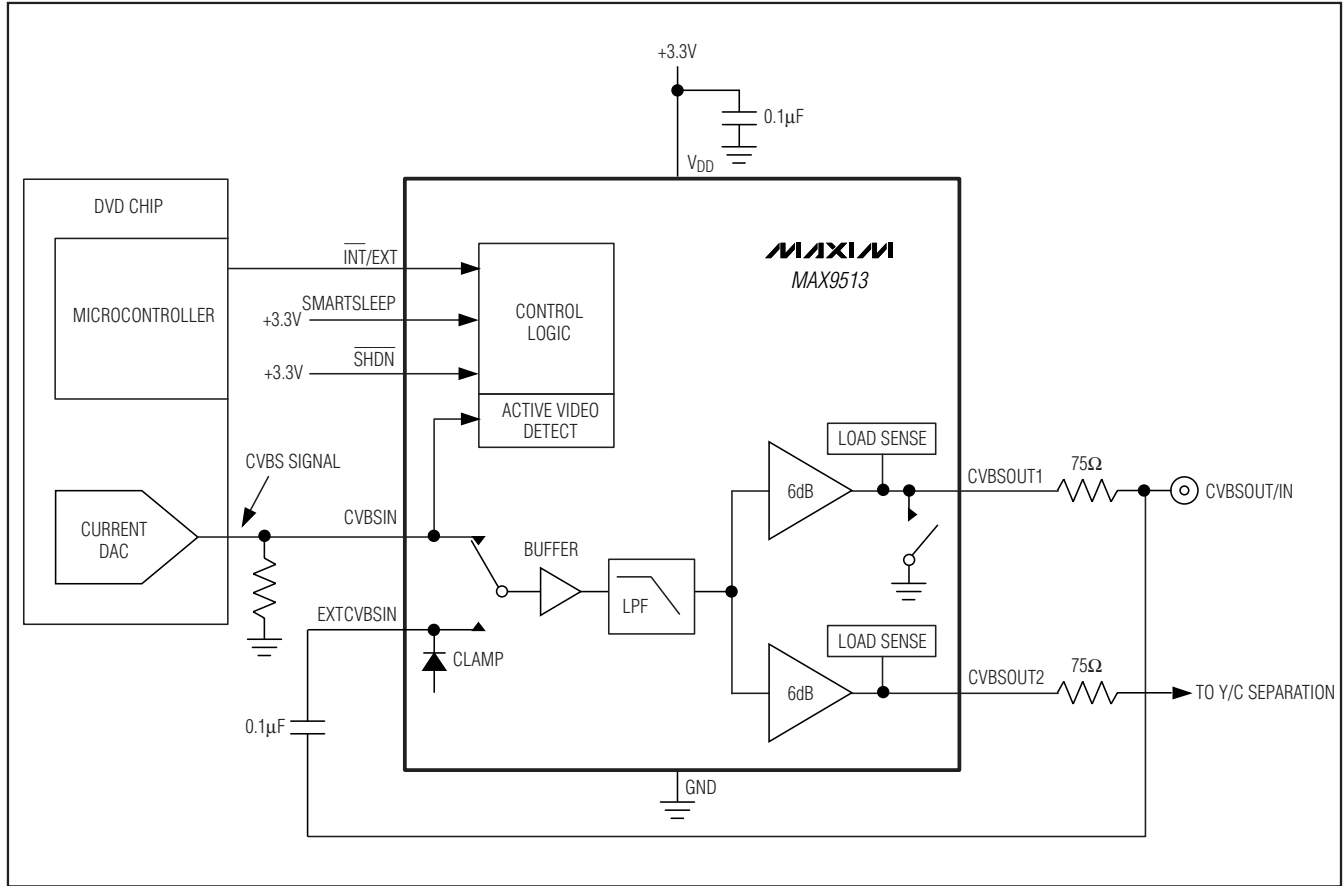 +3.3V
0.1μF
VDD
DVD CHIP
MICROCONTROLLER
INT/EXT
SMARTSLEEP
+3.3V
SHDN
+3.3V
CONTROL
LOGIC
ACTIVE VIDEO
DETECT
MAXIM
MAX9513
CVBS SIGNAL
CURRENT
DAC
CVBSIN
BUFFER
LPF
EXTCVBSIN
CLAMP
0.1μF
LOAD SENSE
6dB
CVBSOUT1
75Ω
CVBSOUT/IN
LOAD SENSE
6dB
CVBSOUT2
75Ω
TO Y/C SEPARATION
GND